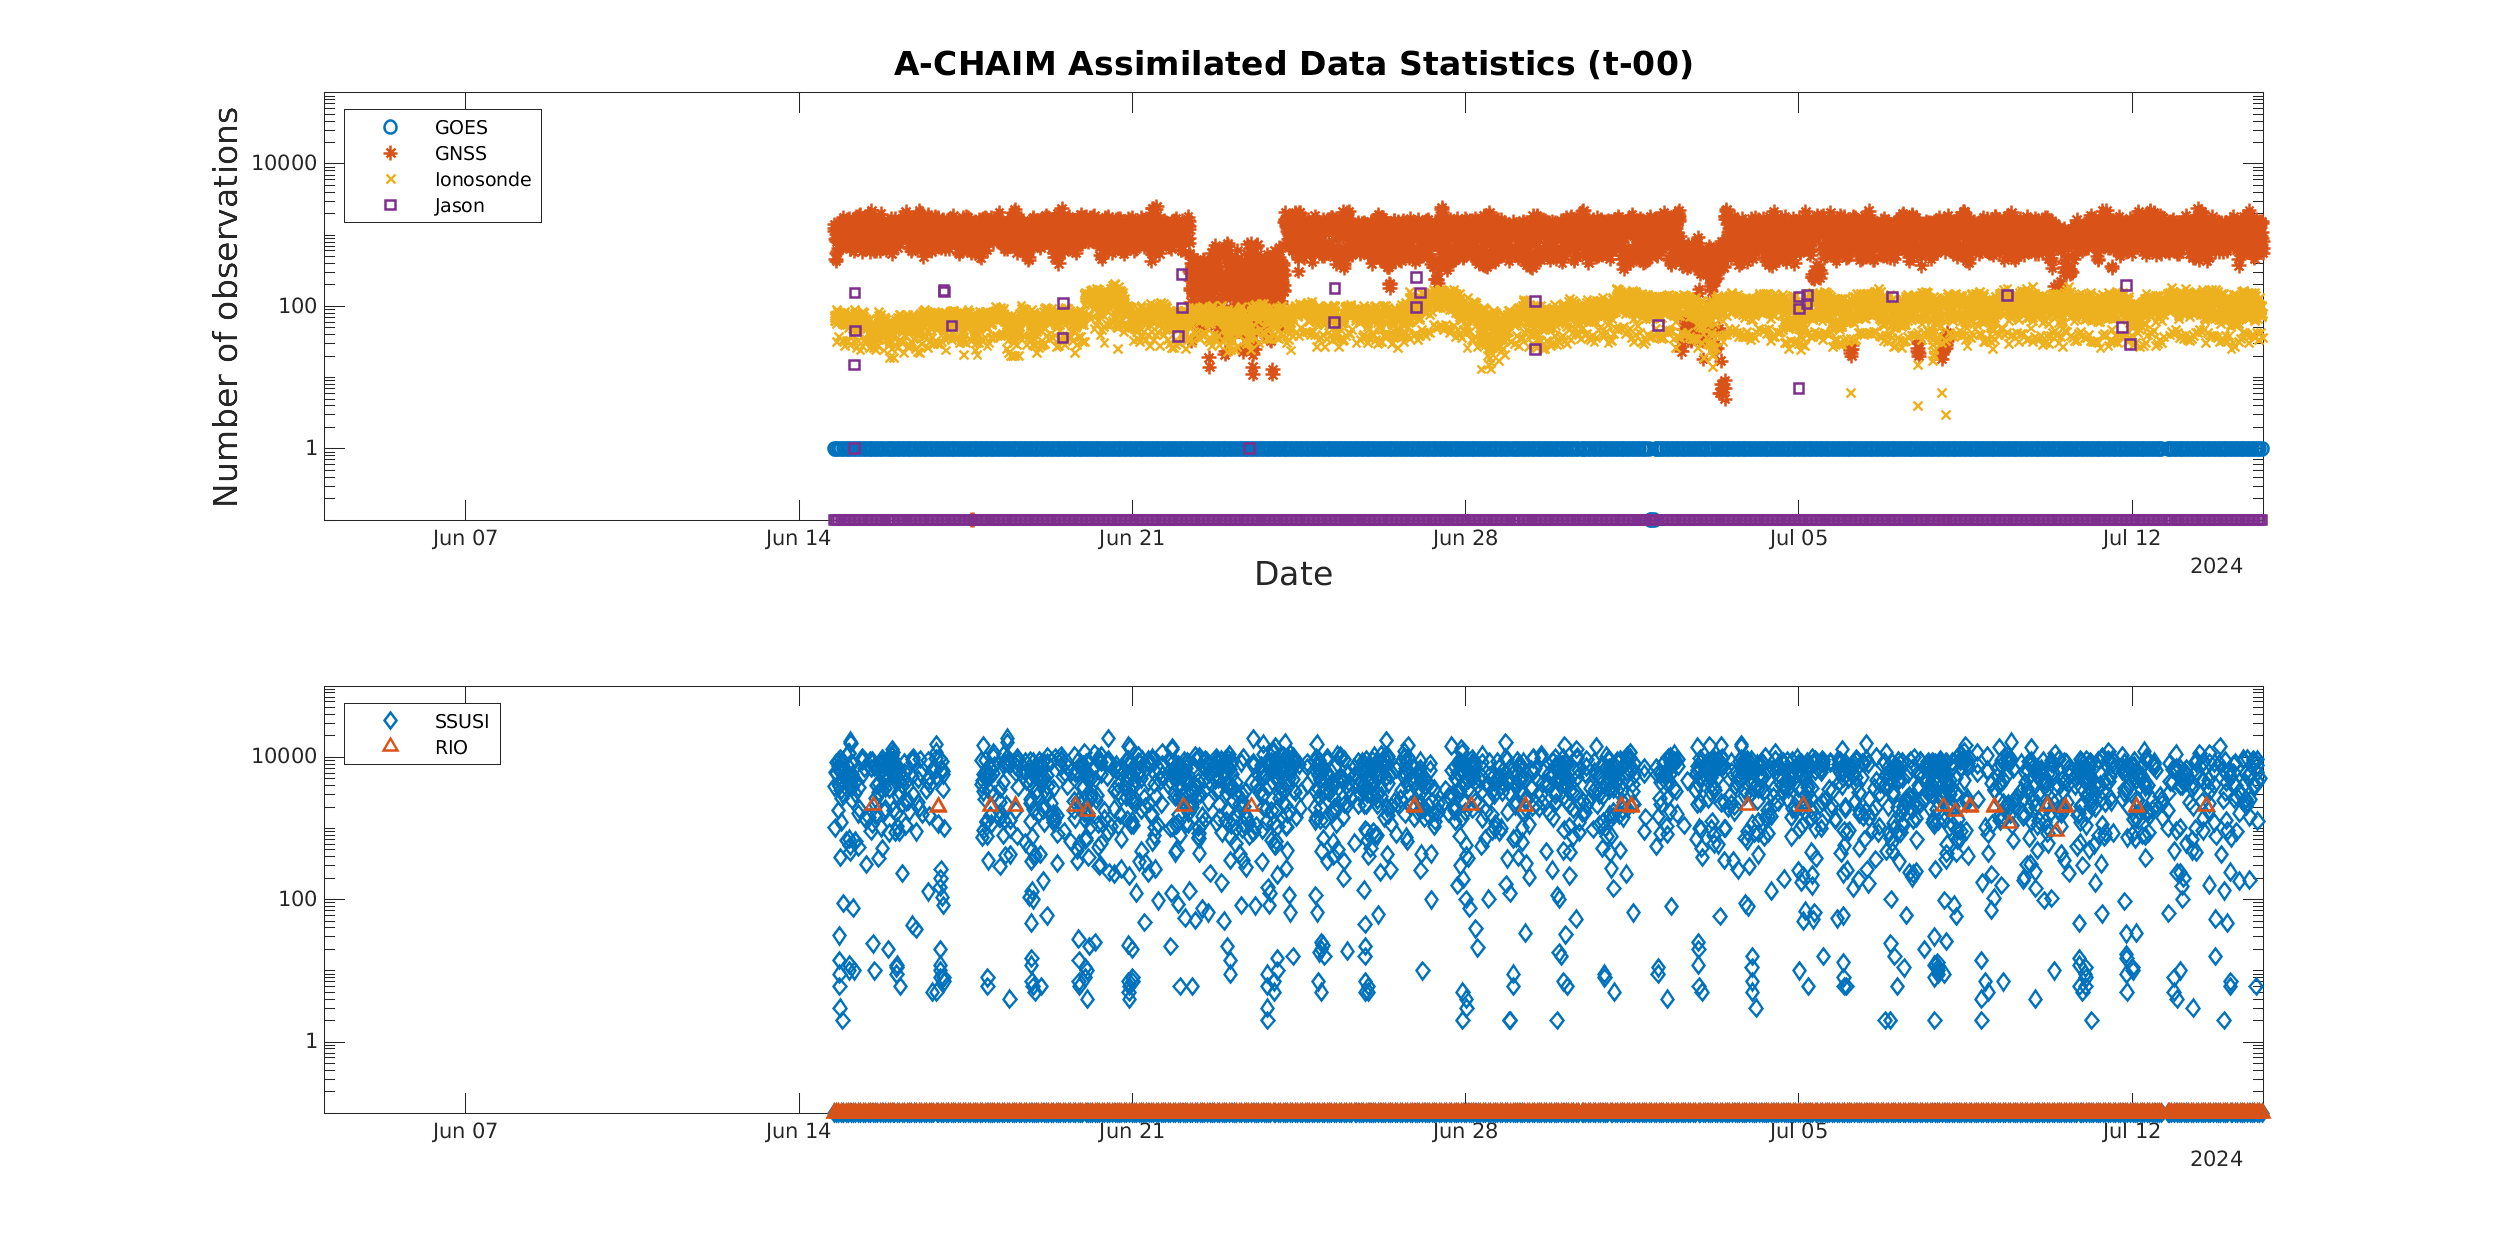 A-CHAIM Assimilated Data Statistics (t-00)
Number of observations
GOES
GNSS
Ionosonde
Jason
10000
100
1
Jun 07 Jun 14 Jun 21 Jun 28 Jul 05 Jul 12
2024
Date
SSUSI
RIO
10000
100
1
Jun 07 Jun 14 Jun 21 Jun 28 Jul 05 Jul 12
2024